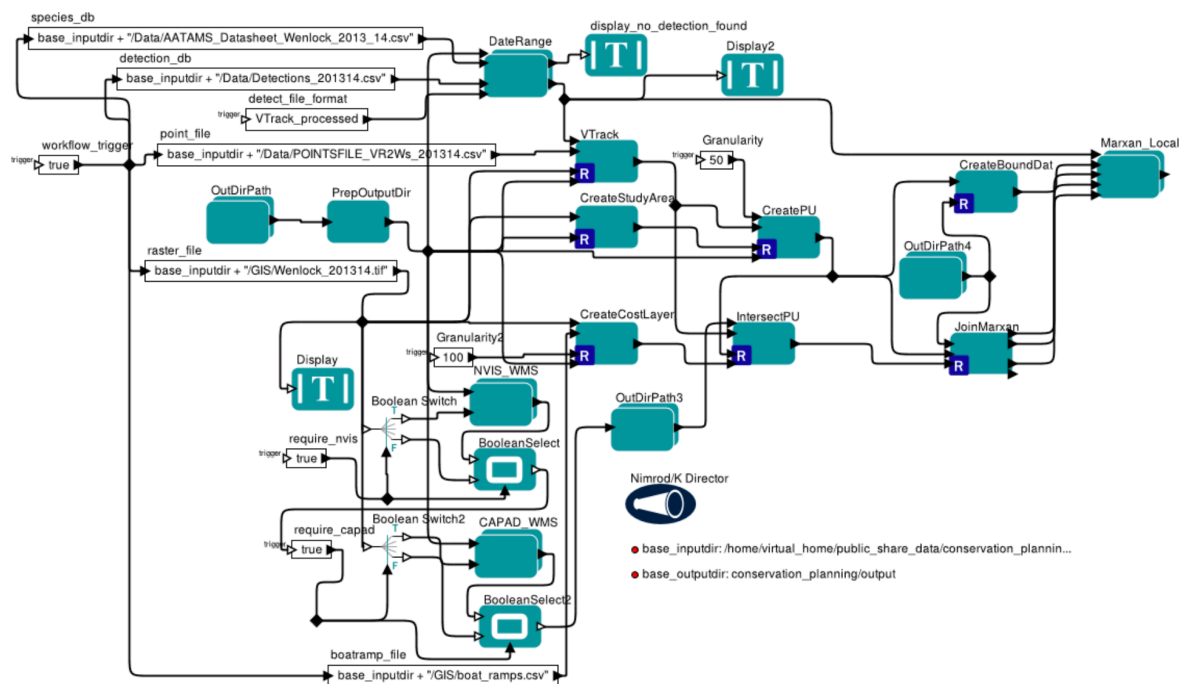 species_db
base_inputdir + "/Data/AATAMS_Datasheet_Wenlock_2013_14.csv"
DateRange
display_no_detection_found
T
Display2
T
detection_db
base_inputdir + "/Data/Detections_201314.csv"
detect_file_format
trigger
VTrack_processed
workflow_trigger
trigger
true
point_file
base_inputdir + "/Data/POINTSFILE_VR2Ws_201314.csv"
VTrack
R
Granularity
trigger
50
Marxan_Local
CreateBoundDat
R
OutDirPath
PrepOutputDir
CreateStudyArea
R
CreatePU
R
OutDirPath4
raster_file
base_inputdir + "/GIS/Wenlock_201314.tif"
CreateCostLayer
R
IntersectPU
R
JoinMarxan
R
Granularity2
trigger
100
Display
T
NVIS_WMS
Boolean Switch
T
F
OutDirPath3
require_nvis
trigger
true
BooleanSelect
Nimrod/K Director
require_capad
trigger
true
Boolean Switch2
T
F
CAPAD_WMS
base_inputdir: /home/virtual_home/public_share_data/conservation_plannin...
base_outputdir: conservation_planning/output
BooleanSelect2
boatramp_file
base_inputdir + "/GIS/boat_ramps.csv"